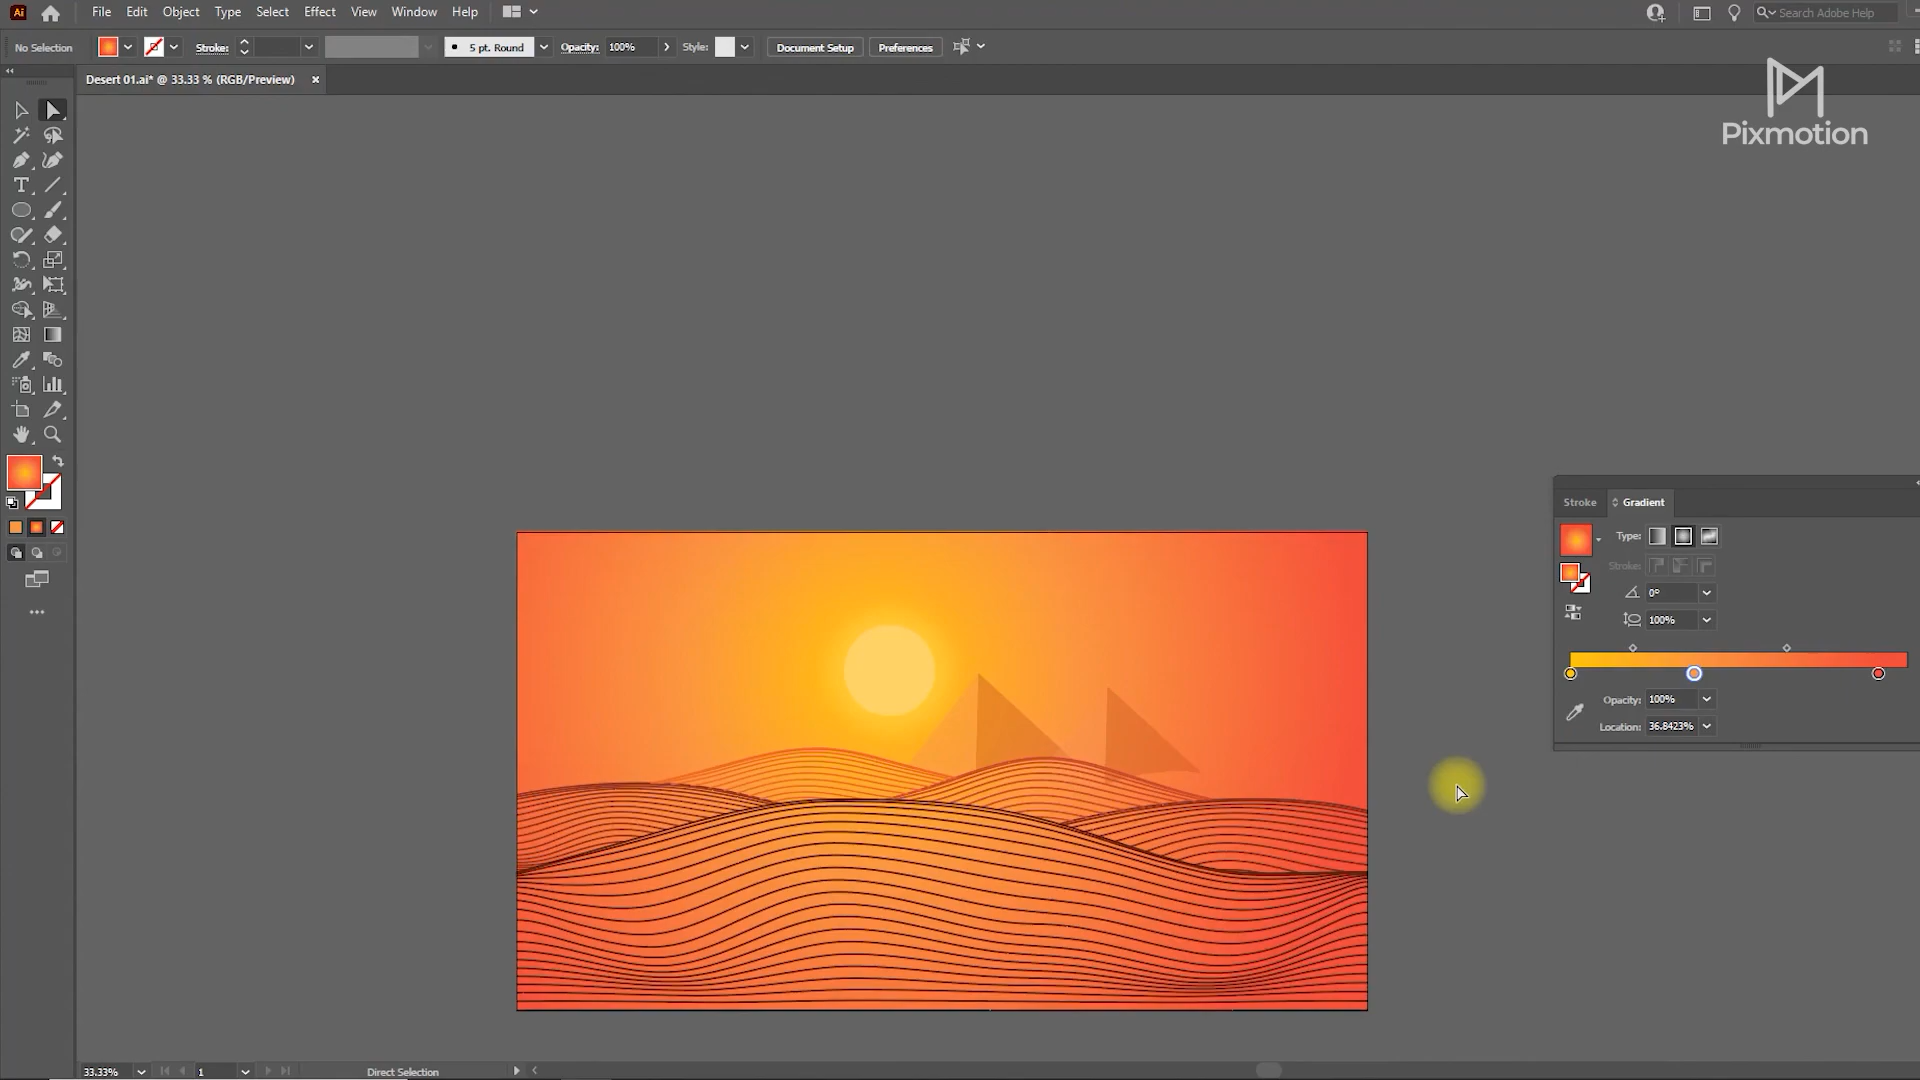 Ai File Edit Object Type Select Effect View Window Help Search Adobe Help
No Selection Stroke: 5 pt. Round Opacity: 100% Style: Document Setup Preferences
Desert 01.ai* @ 33.33 % (RGB/Preview)
Pixmotion
Stroke Gradient
Type:
Stroke:
0°
100%
Opacity: 100%
Location: 36.8423%
33.33% 1 Direct Selection